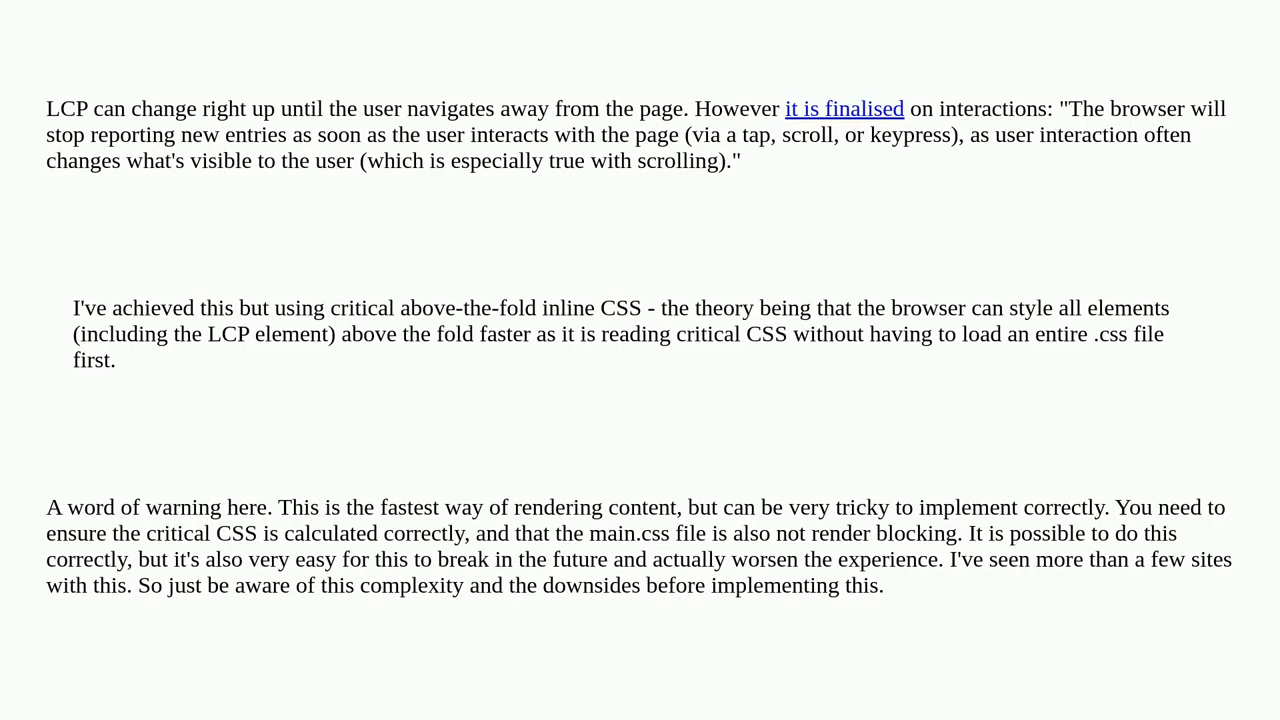 LCP can change right up until the user navigates away from the page. However it is finalised on interactions: "The browser will
stop reporting new entries as soon as the user interacts with the page (via a tap, scroll, or keypress), as user interaction often
changes what's visible to the user (which is especially true with scrolling)."
I've achieved this but using critical above-the-fold inline CSS - the theory being that the browser can style all elements
(including the LCP element) above the fold faster as it is reading critical CSS without having to load an entire .css file
first.
A word of warning here. This is the fastest way of rendering content, but can be very tricky to implement correctly. You need to
ensure the critical CSS is calculated correctly, and that the main.css file is also not render blocking. It is possible to do this
correctly, but it's also very easy for this to break in the future and actually worsen the experience. I've seen more than a few sites
with this. So just be aware of this complexity and the downsides before implementing this.